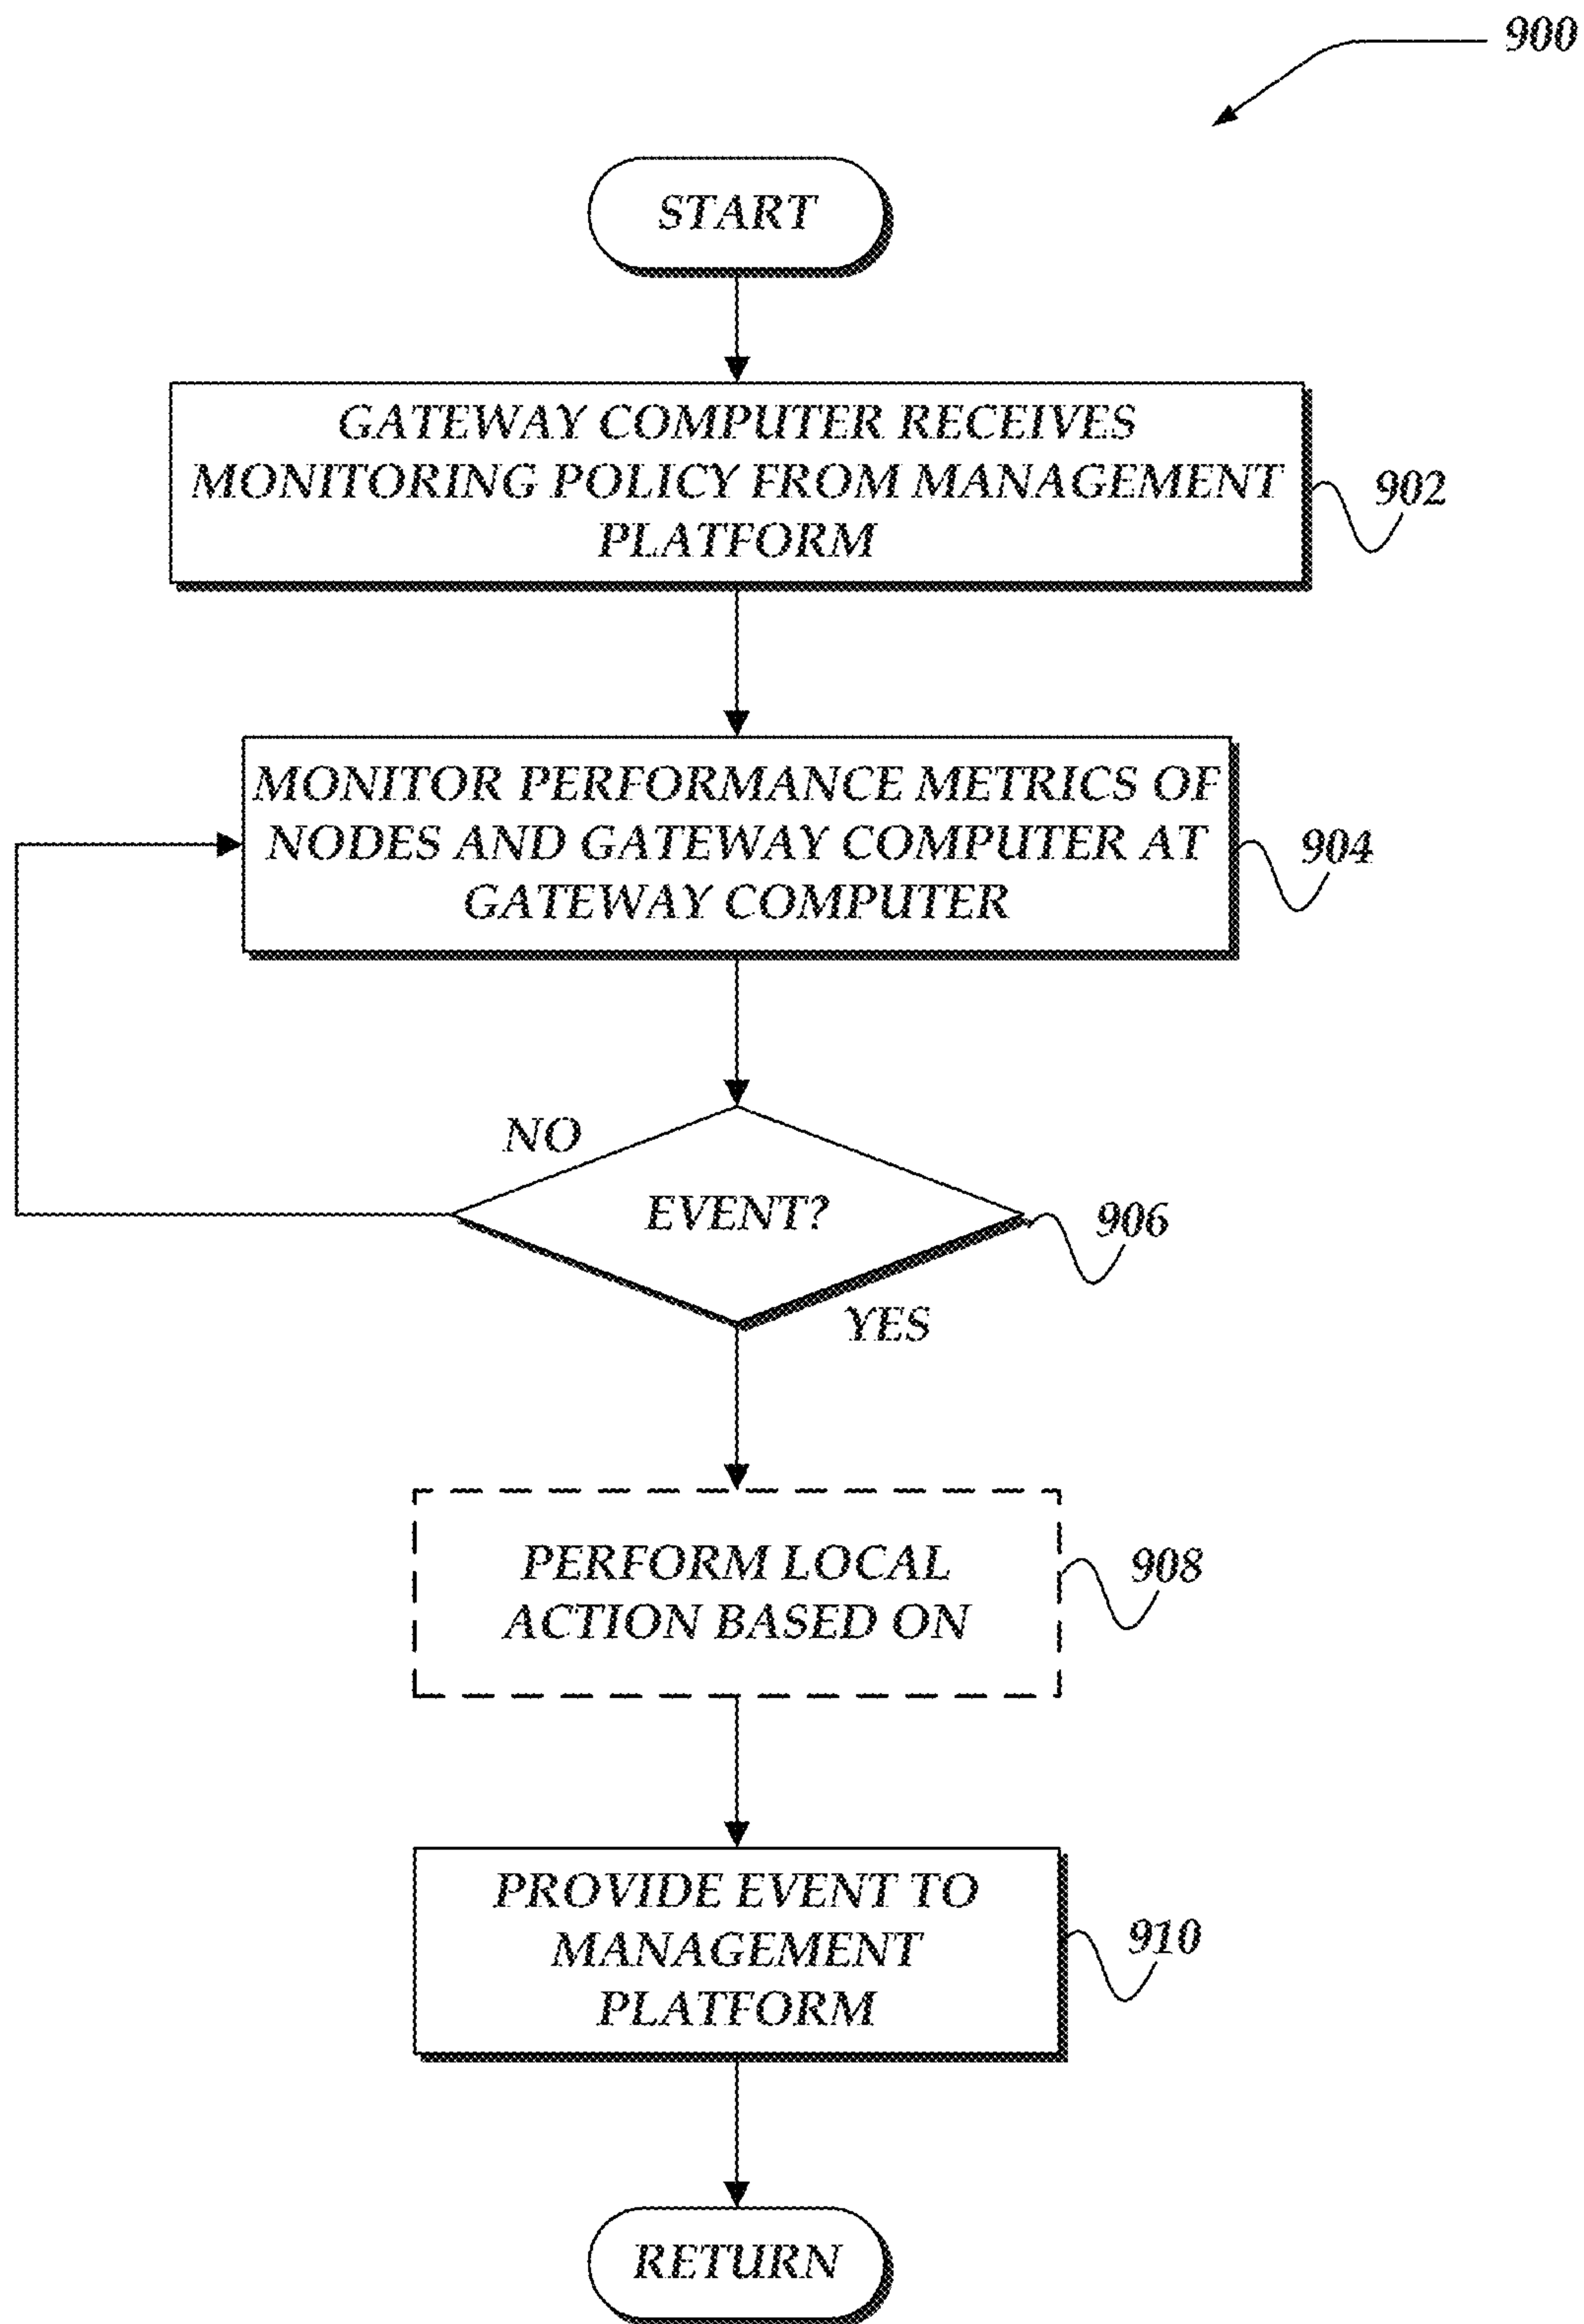 900
START
GATEWAY COMPUTER RECEIVES
MONITORING POLICY FROM MANAGEMENT
PLATFORM
902
MONITOR PERFORMANCE METRICS OF
NODES AND GATEWAY COMPUTER AT
GATEWAY COMPUTER
904
NO
EVENT?
906
YES
PERFORM LOCAL
ACTION BASED ON
908
PROVIDE EVENT TO
MANAGEMENT
PLATFORM
910
RETURN